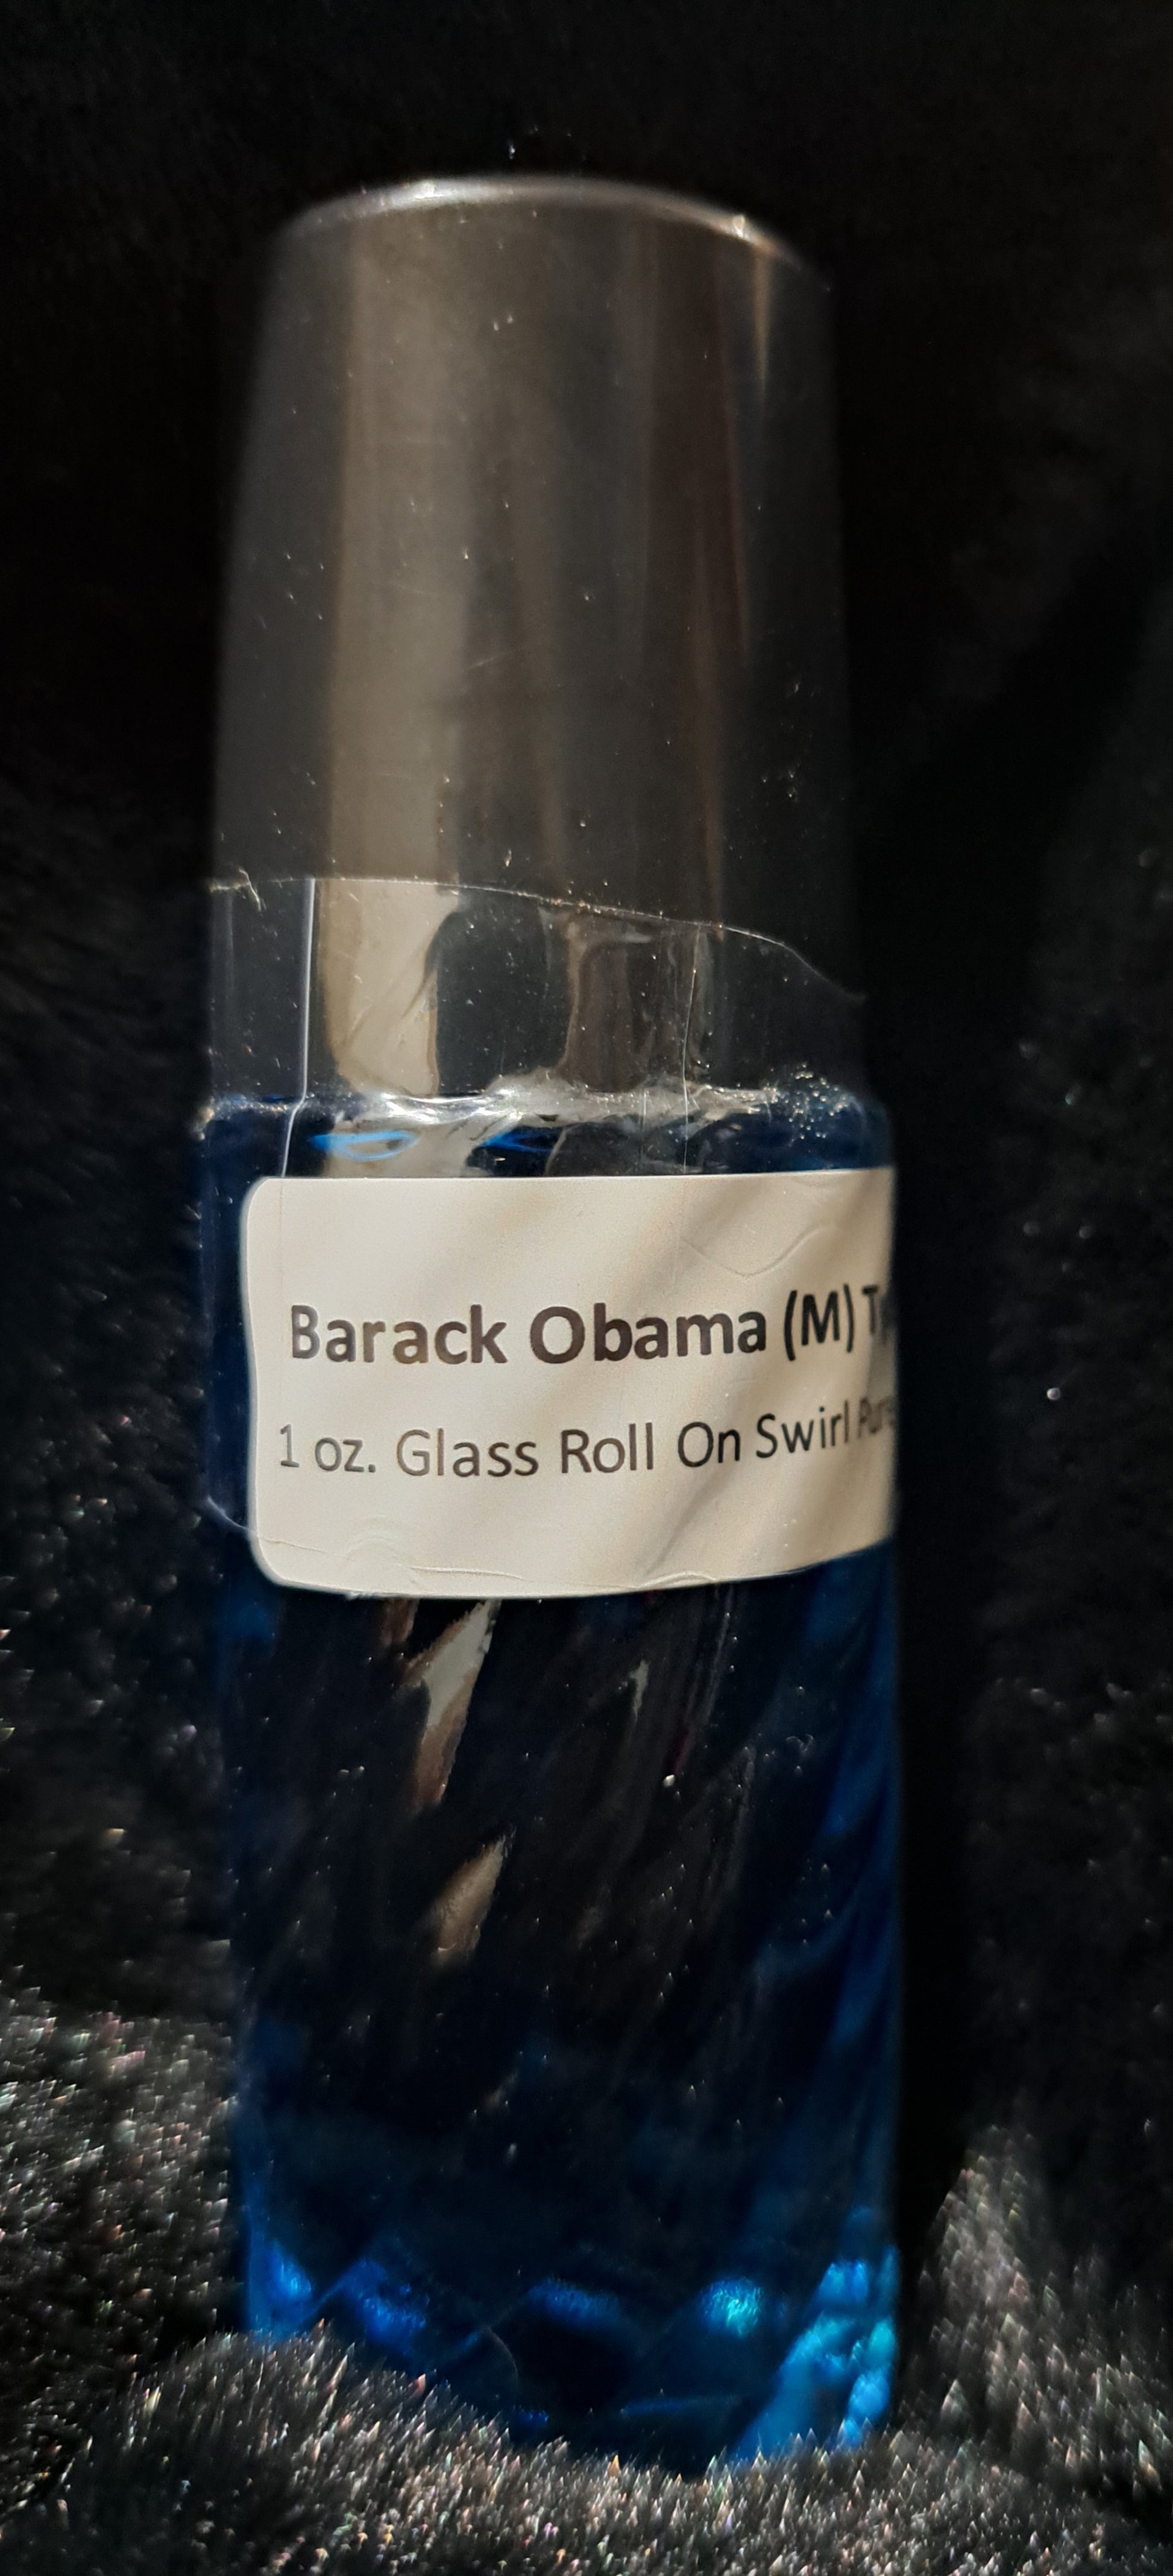 Barack Obama (M)
1 oz. Glass Roll On Swirl